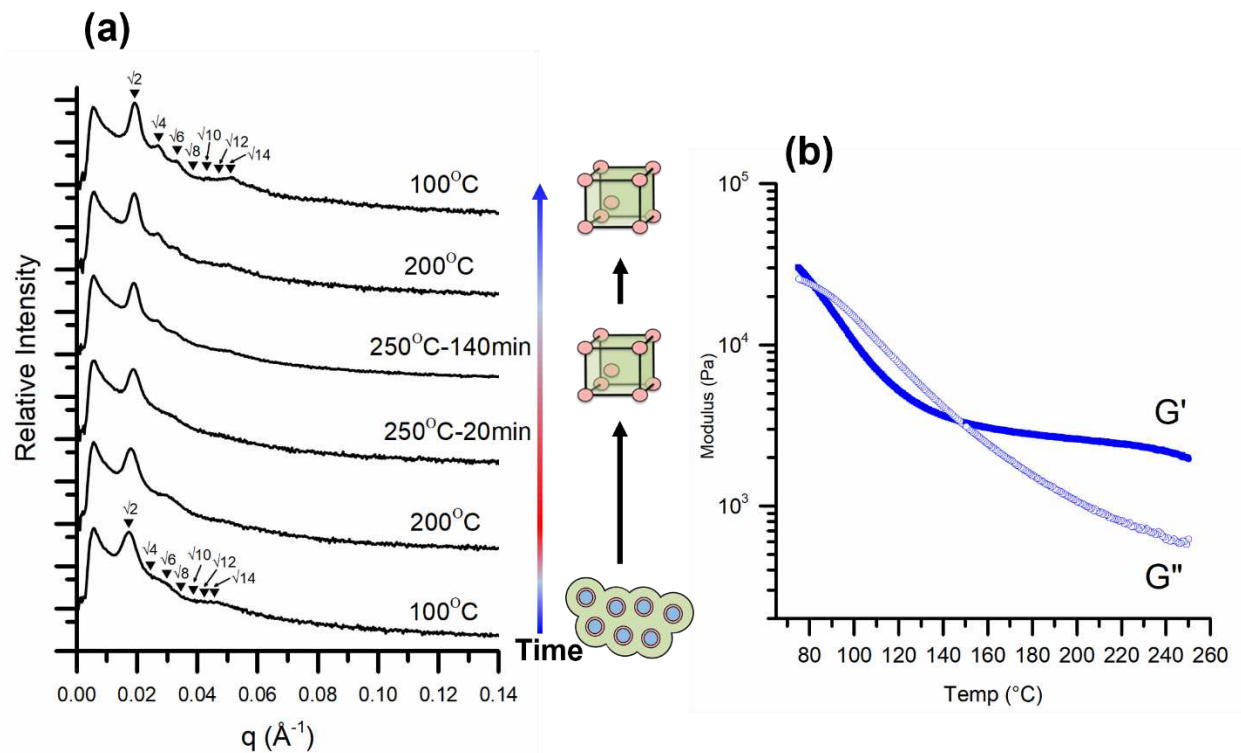 (a)
√2
√4
√6
√8
√10
√12
√14
100°C
200°C
250°C-140min
250°C-20min
200°C
√2
√4
√6
√8
√10
√12
√14
100°C
Relative Intensity
0.00 0.02 0.04 0.06 0.08 0.10 0.12 0.14
q (Å⁻¹)
Time
(b)
10⁵
10⁴
10³
Modulus (Pa)
G'
G"
80 100 120 140 160 180 200 220 240 260
Temp (°C)